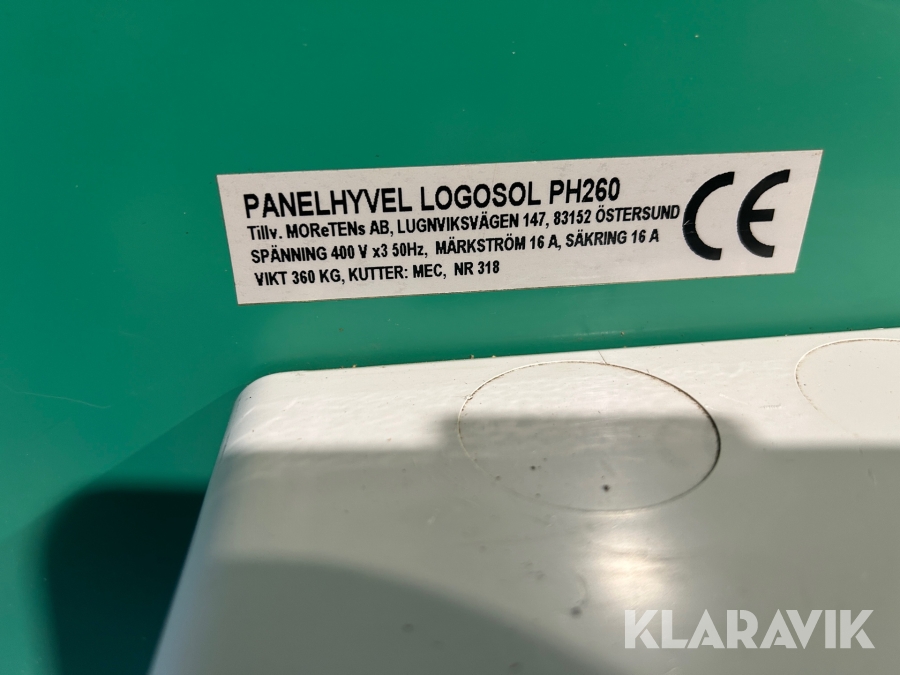 PANELHYVEL LOGOSOL PH260
Tillv. MOReTENs AB, LUGNVIKSVÄGEN 147, 83152 ÖSTERSUND
SPÄNNING 400 V x3 50Hz, MÄRKSTRÖM 16 A, SÄKRING 16 A
VIKT 360 KG, KUTTER: MEC, NR 318
CE
KLARAVIK